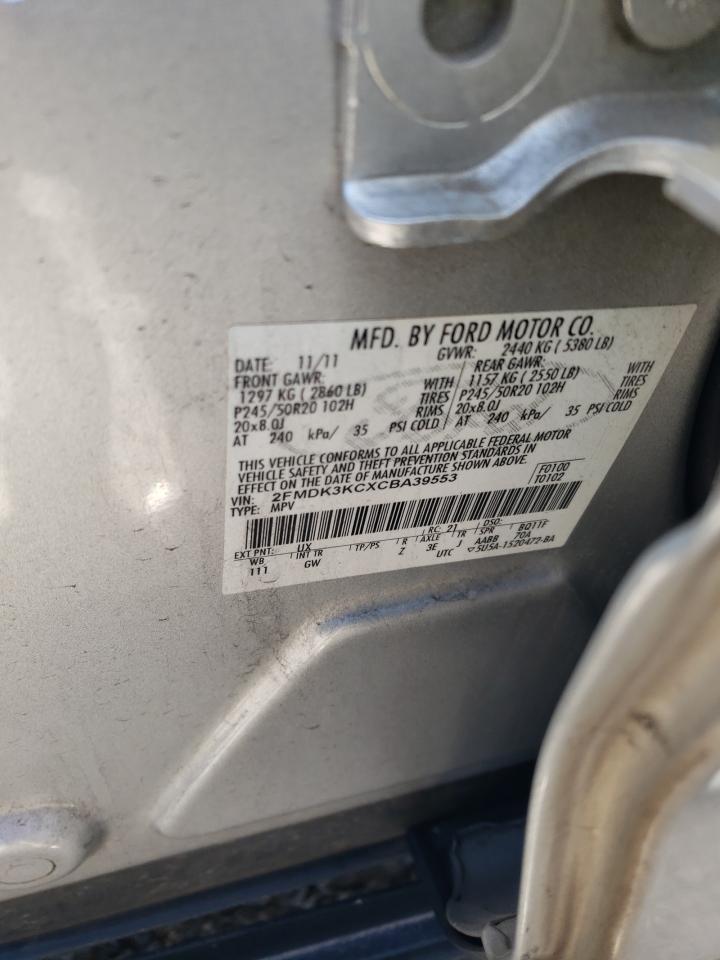 MFD. BY FORD MOTOR CO.
DATE: 11/11 GVWR: 2440 KG ( 5380 LB)
FRONT GAWR: REAR GAWR:
1297 KG ( 2860 LB) WITH 1157 KG ( 2550 LB) WITH
P245/50R20 102H TIRES P245/50R20 102H TIRES
20x8.0J RIMS 20x8.0J RIMS
AT 240 kPa/ 35 PSI COLD AT 240 kPa/ 35 PSI COLD
THIS VEHICLE CONFORMS TO ALL APPLICABLE FEDERAL MOTOR
VEHICLE SAFETY AND THEFT PREVENTION STANDARDS IN
EFFECT ON THE DATE OF MANUFACTURE SHOWN ABOVE.
VIN: 2FMDK3KCXCBA39553 F0100
TYPE: MPV T0102
EXT PNT: UX RC: 21 DSO:
WB INT TR TP/PS R AXLE TR SPR BQ11F
111 GW Z 3E J AABB 70A
UTC ▽5U5A-1520472-BA